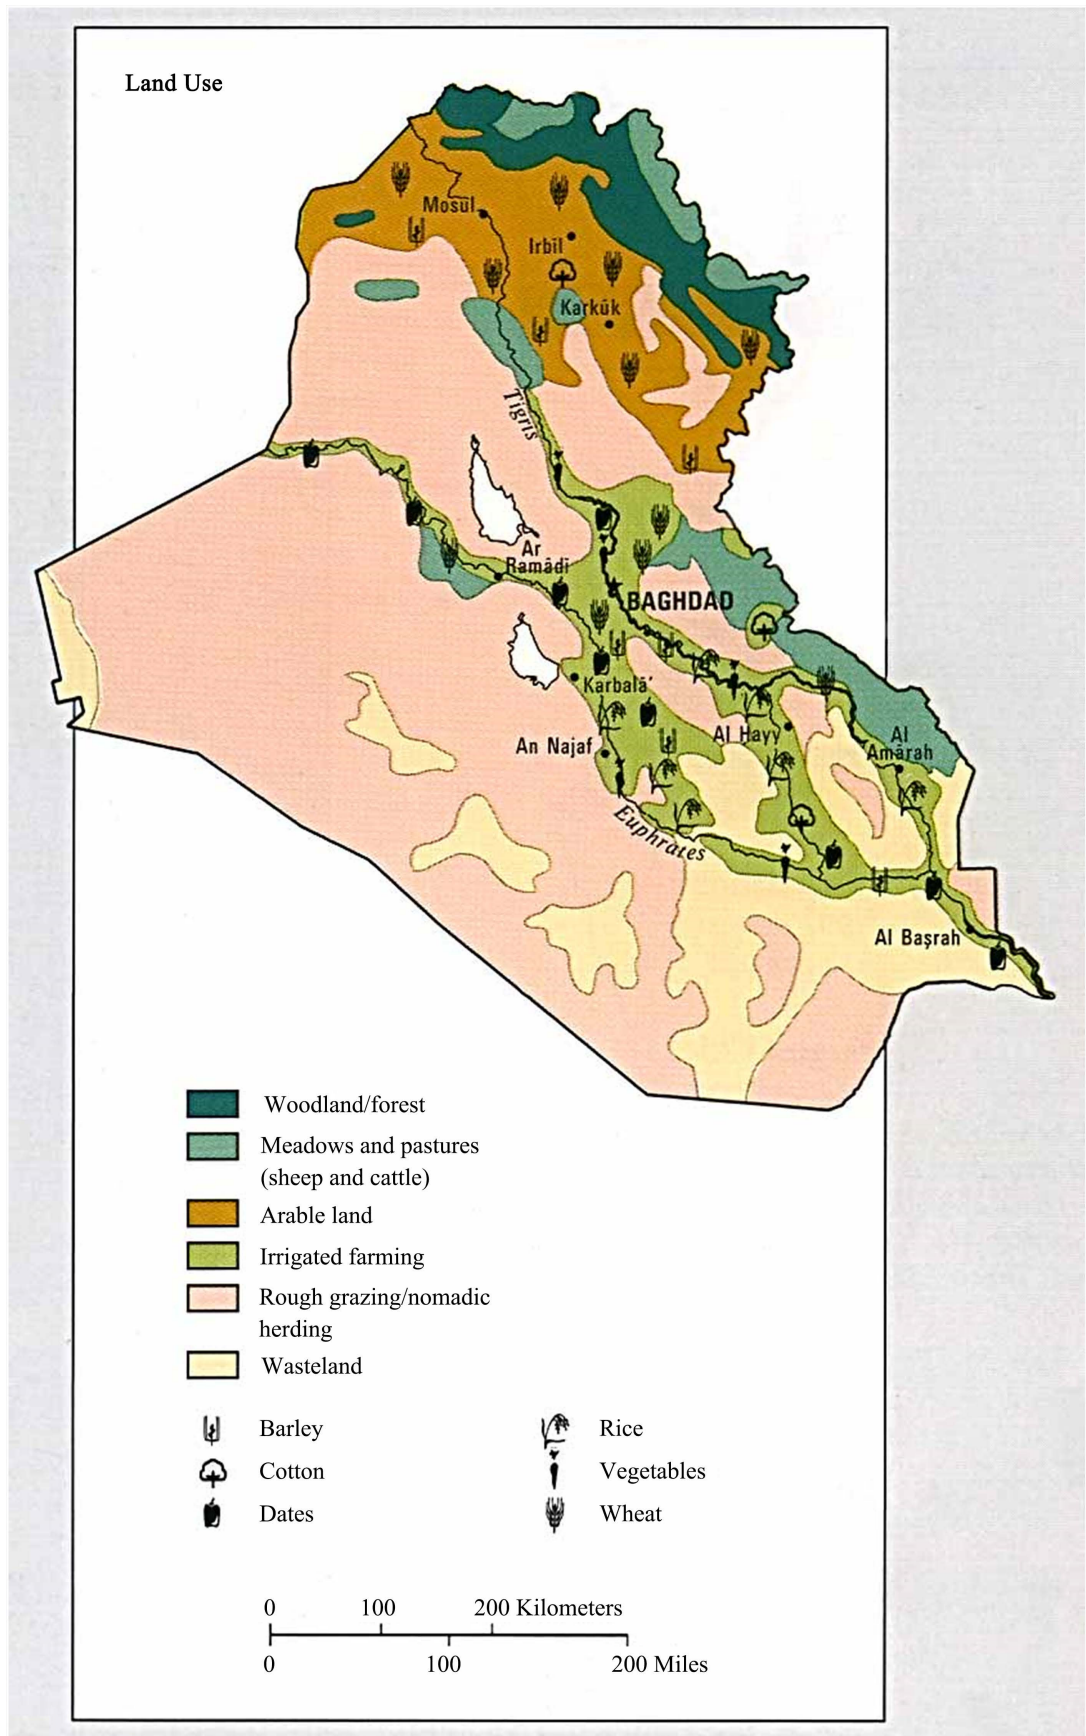 Land Use
Mosūl
Irbīl
Karkūk
Tigris
Ar
Ramādī
BAGHDAD
Karbalā'
An Najaf
Al Hayy
Al
Amārah
Euphrates
Al Başrah
Woodland/forest
Meadows and pastures
(sheep and cattle)
Arable land
Irrigated farming
Rough grazing/nomadic
herding
Wasteland
Barley
Rice
Cotton
Vegetables
Dates
Wheat
0 100 200 Kilometers
0 100 200 Miles